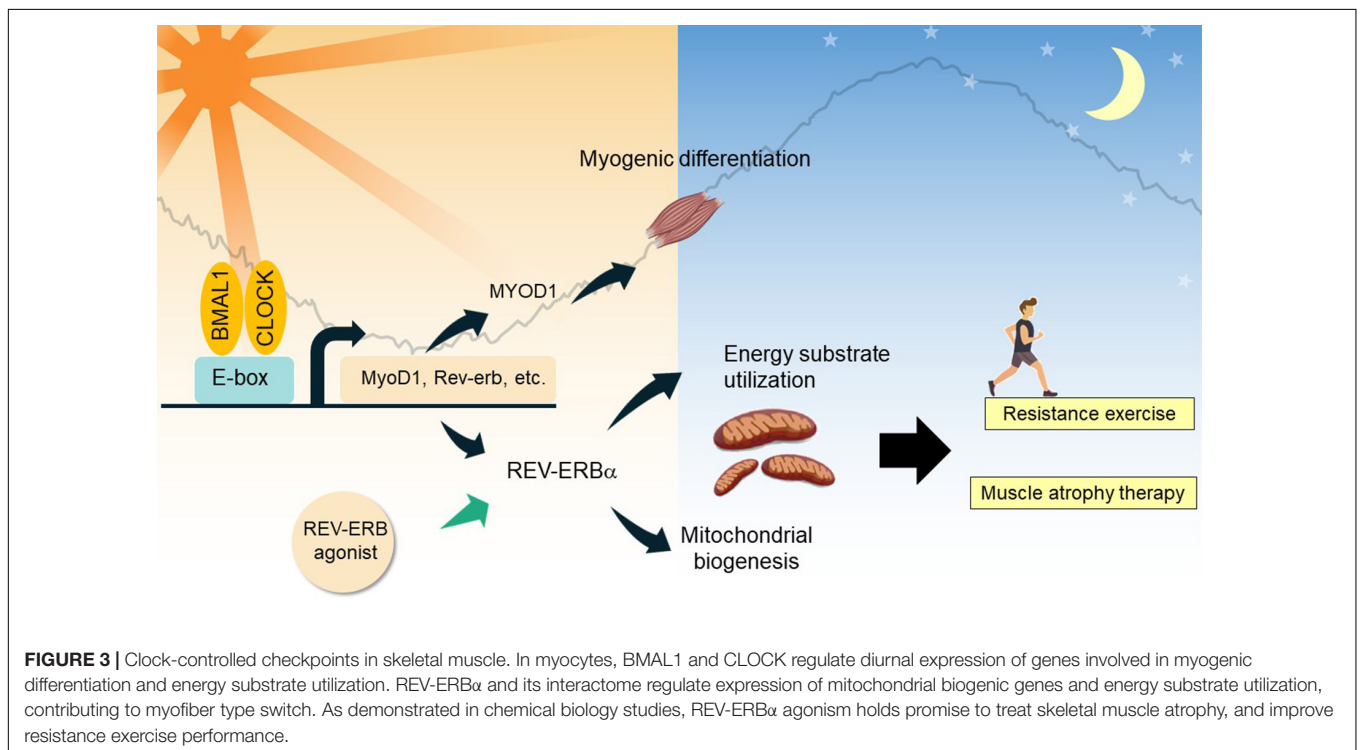 Myogenic differentiation
BMAL1
CLOCK
MYOD1
E-box
MyoD1, Rev-erb, etc.
Energy substrate
utilization
Resistance exercise
REV-ERBα
Muscle atrophy therapy
REV-ERB
agonist
Mitochondrial
biogenesis
FIGURE 3 | Clock-controlled checkpoints in skeletal muscle. In myocytes, BMAL1 and CLOCK regulate diurnal expression of genes involved in myogenic
differentiation and energy substrate utilization. REV-ERBα and its interactome regulate expression of mitochondrial biogenic genes and energy substrate utilization,
contributing to myofiber type switch. As demonstrated in chemical biology studies, REV-ERBα agonism holds promise to treat skeletal muscle atrophy, and improve
resistance exercise performance.